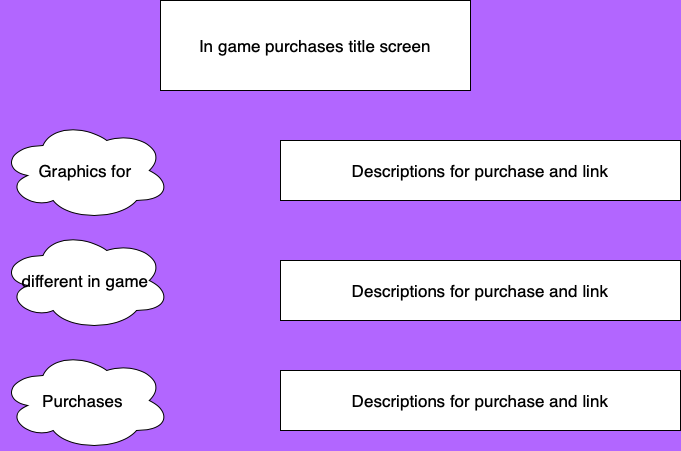 In game purchases title screen
Graphics for
Descriptions for purchase and link
different in game
Descriptions for purchase and link
Purchases
Descriptions for purchase and link